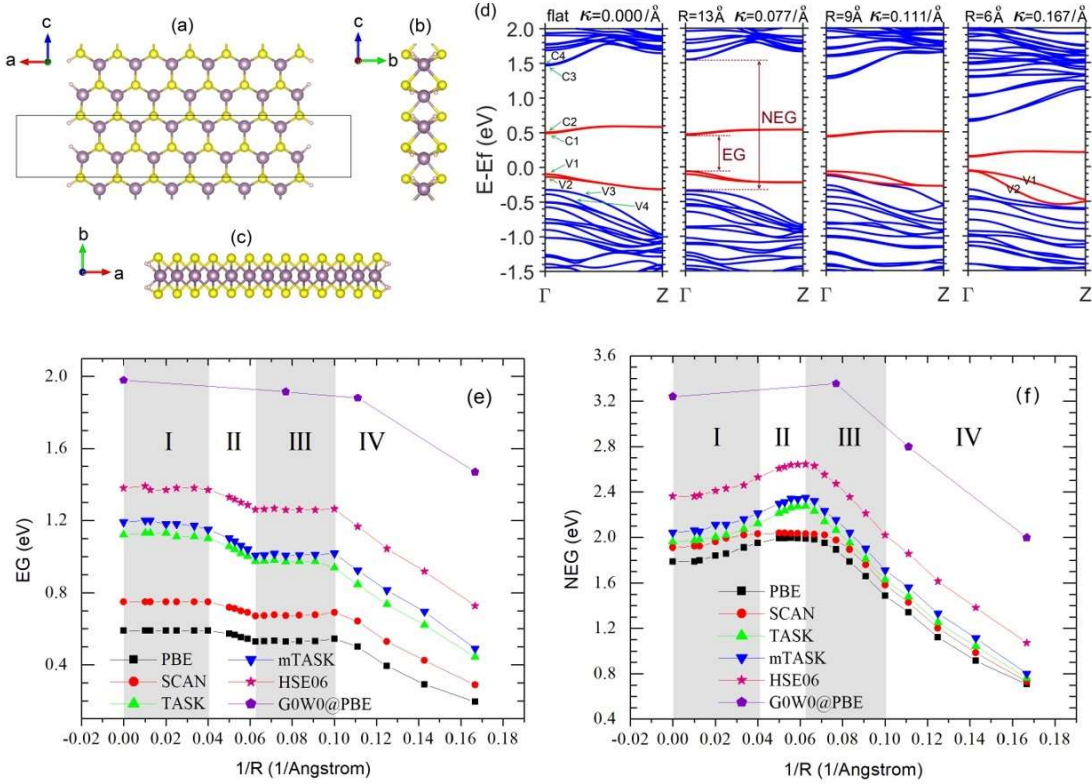 (a)
c
a
(b)
c
b
(c)
b
a
(d)
flat κ=0.000/Å
R=13Å κ=0.077/Å
R=9Å κ=0.111/Å
R=6Å κ=0.167/Å
E-Ef (eV)
2.0
1.5
1.0
0.5
0.0
-0.5
-1.0
-1.5
C4
C3
C2
C1
V1
V2
V3
V4
NEG
EG
V1
V2
Γ Z
Γ Z
Γ Z
Γ Z
(e)
EG (eV)
2.0
1.6
1.2
0.8
0.4
I II III IV
PBE
SCAN
TASK
mTASK
HSE06
G0W0@PBE
-0.02 0.00 0.02 0.04 0.06 0.08 0.10 0.12 0.14 0.16 0.18
1/R (1/Angstrom)
(f)
NEG (eV)
3.6
3.2
2.8
2.4
2.0
1.6
1.2
0.8
0.4
I II III IV
PBE
SCAN
TASK
mTASK
HSE06
G0W0@PBE
-0.02 0.00 0.02 0.04 0.06 0.08 0.10 0.12 0.14 0.16 0.18
1/R (1/Angstrom)